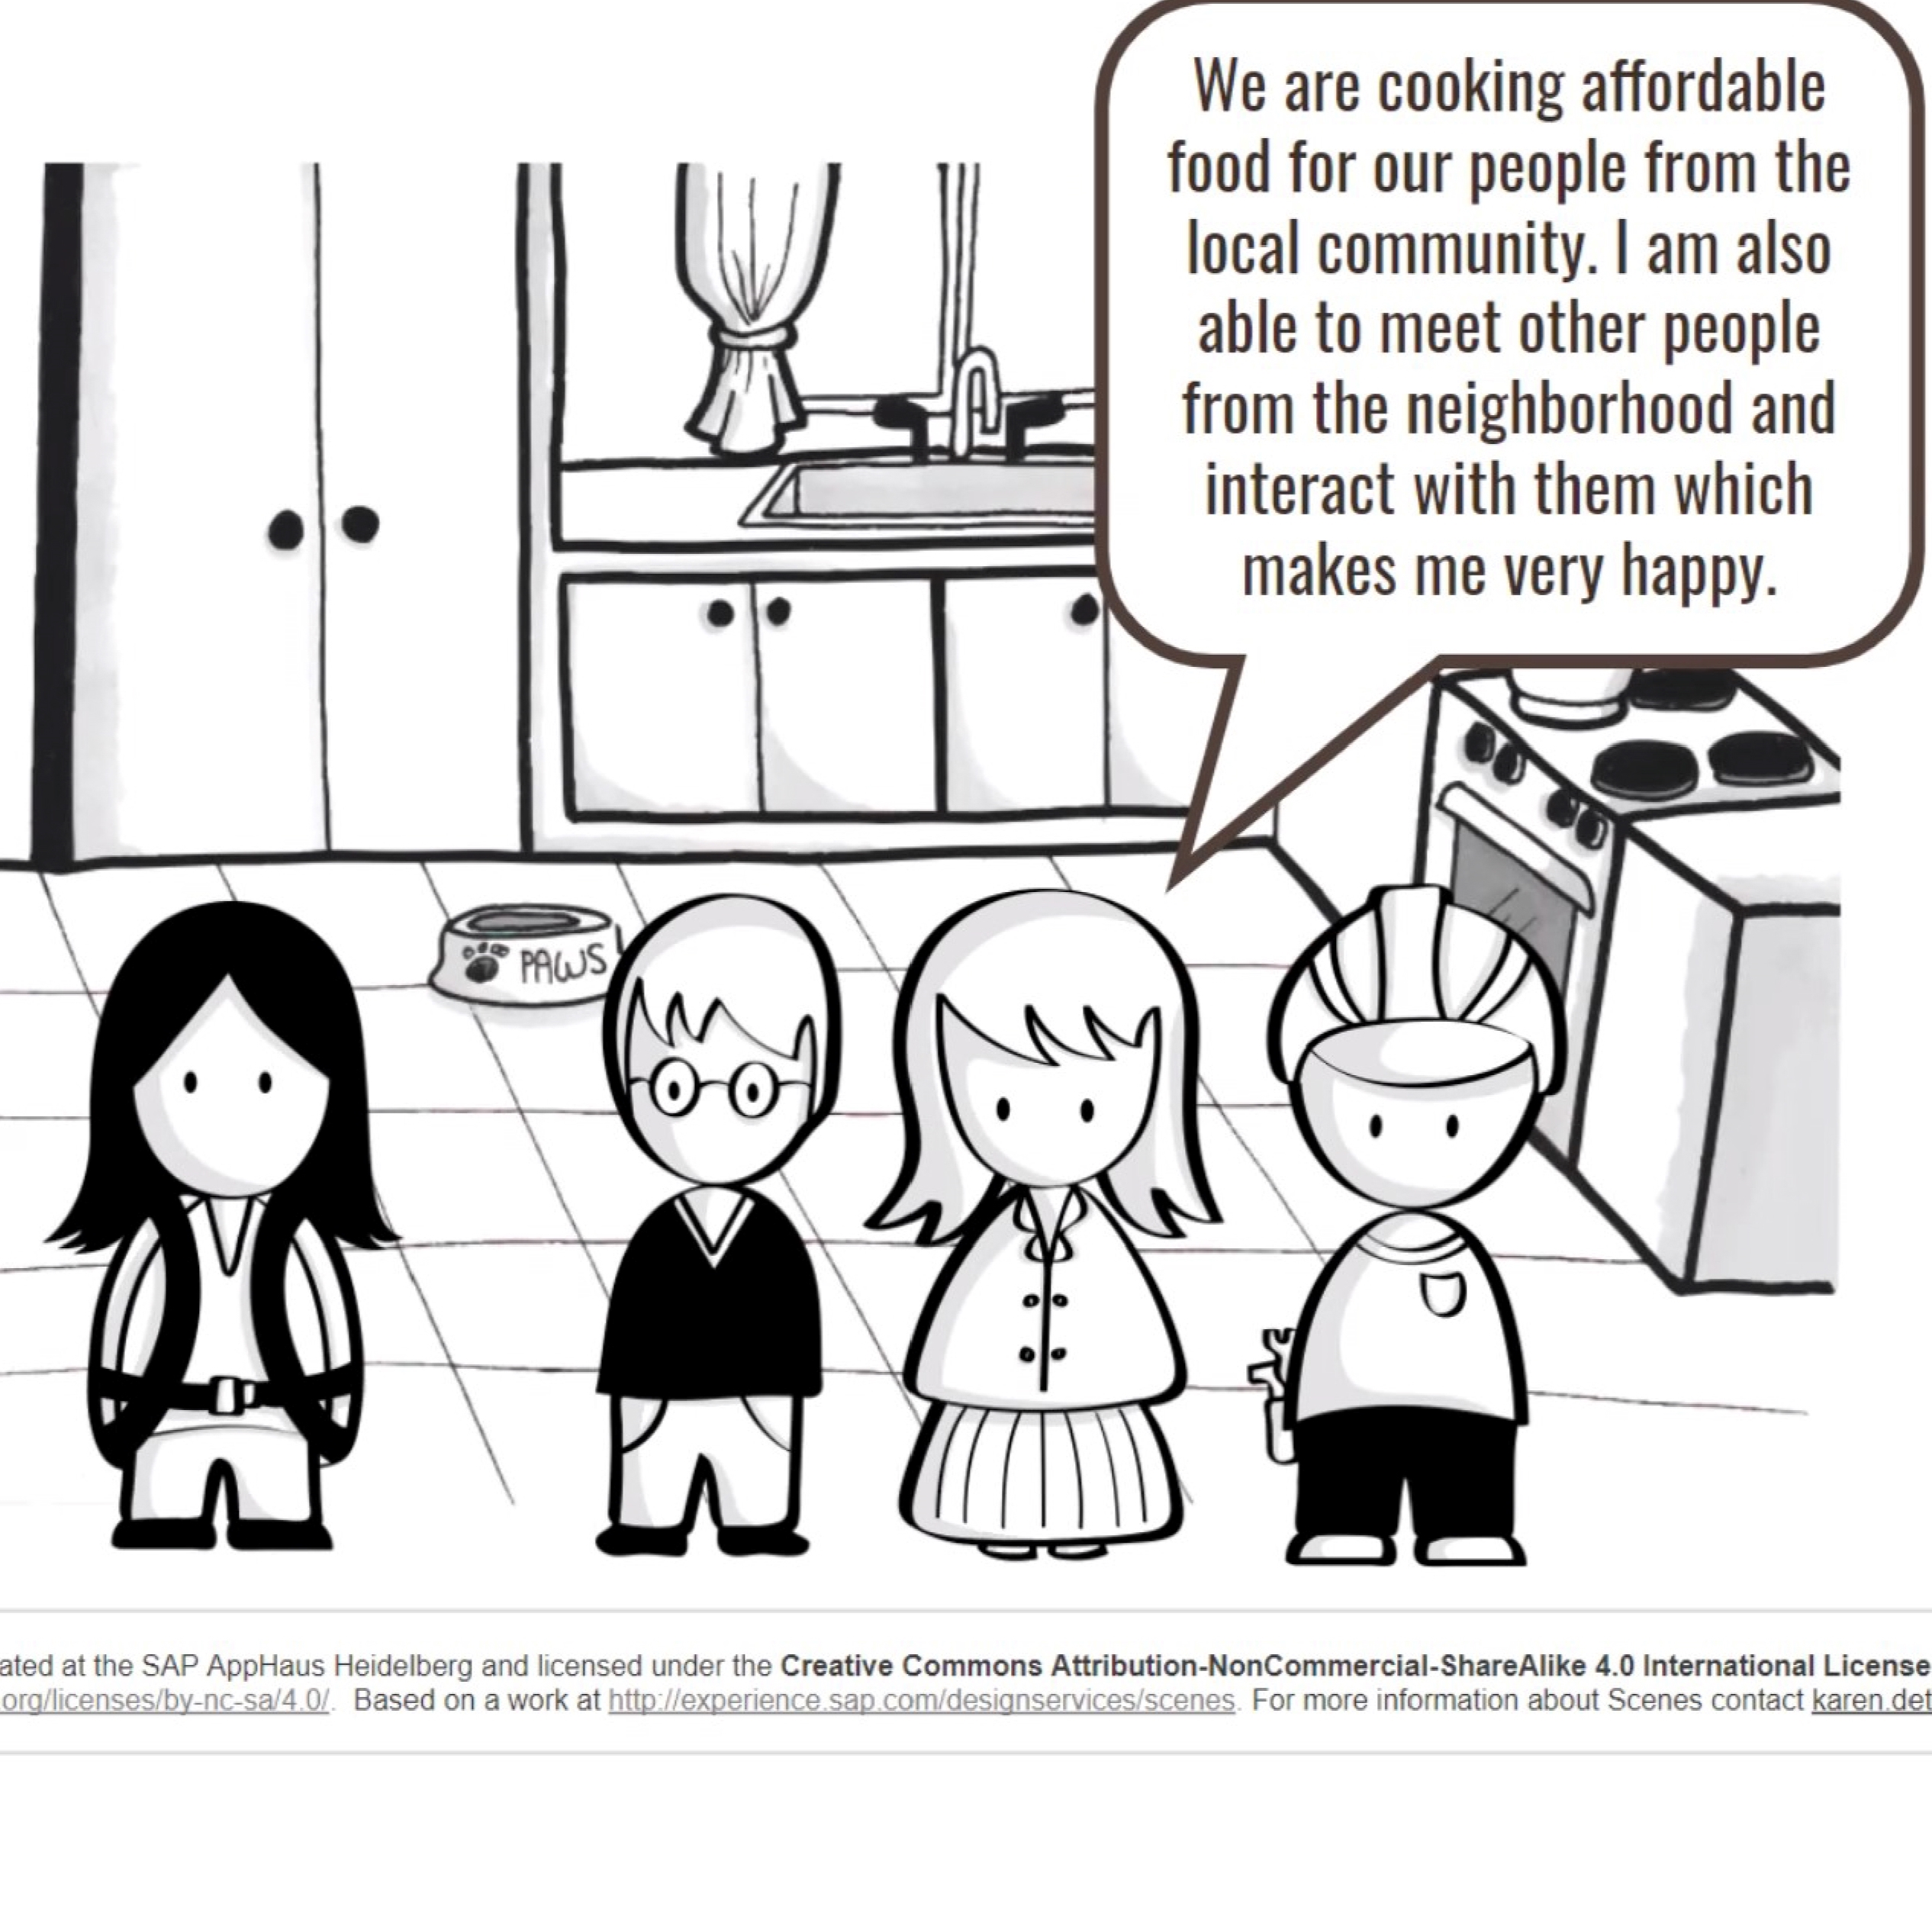 We are cooking affordable
food for our people from the
local community. I am also
able to meet other people
from the neighborhood and
interact with them which
makes me very happy.
PAWS
ated at the SAP AppHaus Heidelberg and licensed under the Creative Commons Attribution-NonCommercial-ShareAlike 4.0 International License
org/licenses/by-nc-sa/4.0/. Based on a work at http://experience.sap.com/designservices/scenes. For more information about Scenes contact karen.det